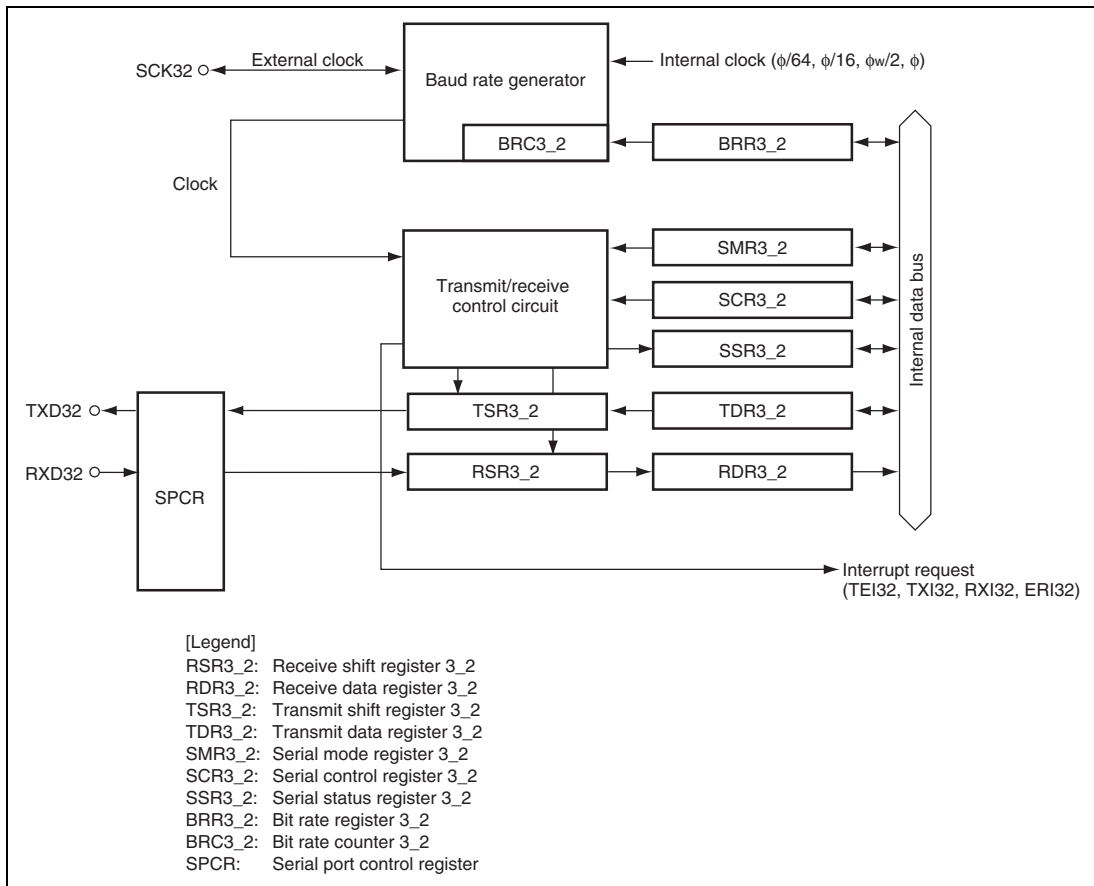 SCK32
External clock
Baud rate generator
Internal clock (ϕ/64, ϕ/16, ϕw/2, ϕ)
BRC3_2
BRR3_2
Clock
Transmit/receive
control circuit
SMR3_2
SCR3_2
SSR3_2
Internal data bus
TXD32
TSR3_2
TDR3_2
RXD32
SPCR
RSR3_2
RDR3_2
Interrupt request
(TEI32, TXI32, RXI32, ERI32)
[Legend]
RSR3_2: Receive shift register 3_2
RDR3_2: Receive data register 3_2
TSR3_2: Transmit shift register 3_2
TDR3_2: Transmit data register 3_2
SMR3_2: Serial mode register 3_2
SCR3_2: Serial control register 3_2
SSR3_2: Serial status register 3_2
BRR3_2: Bit rate register 3_2
BRC3_2: Bit rate counter 3_2
SPCR: Serial port control register